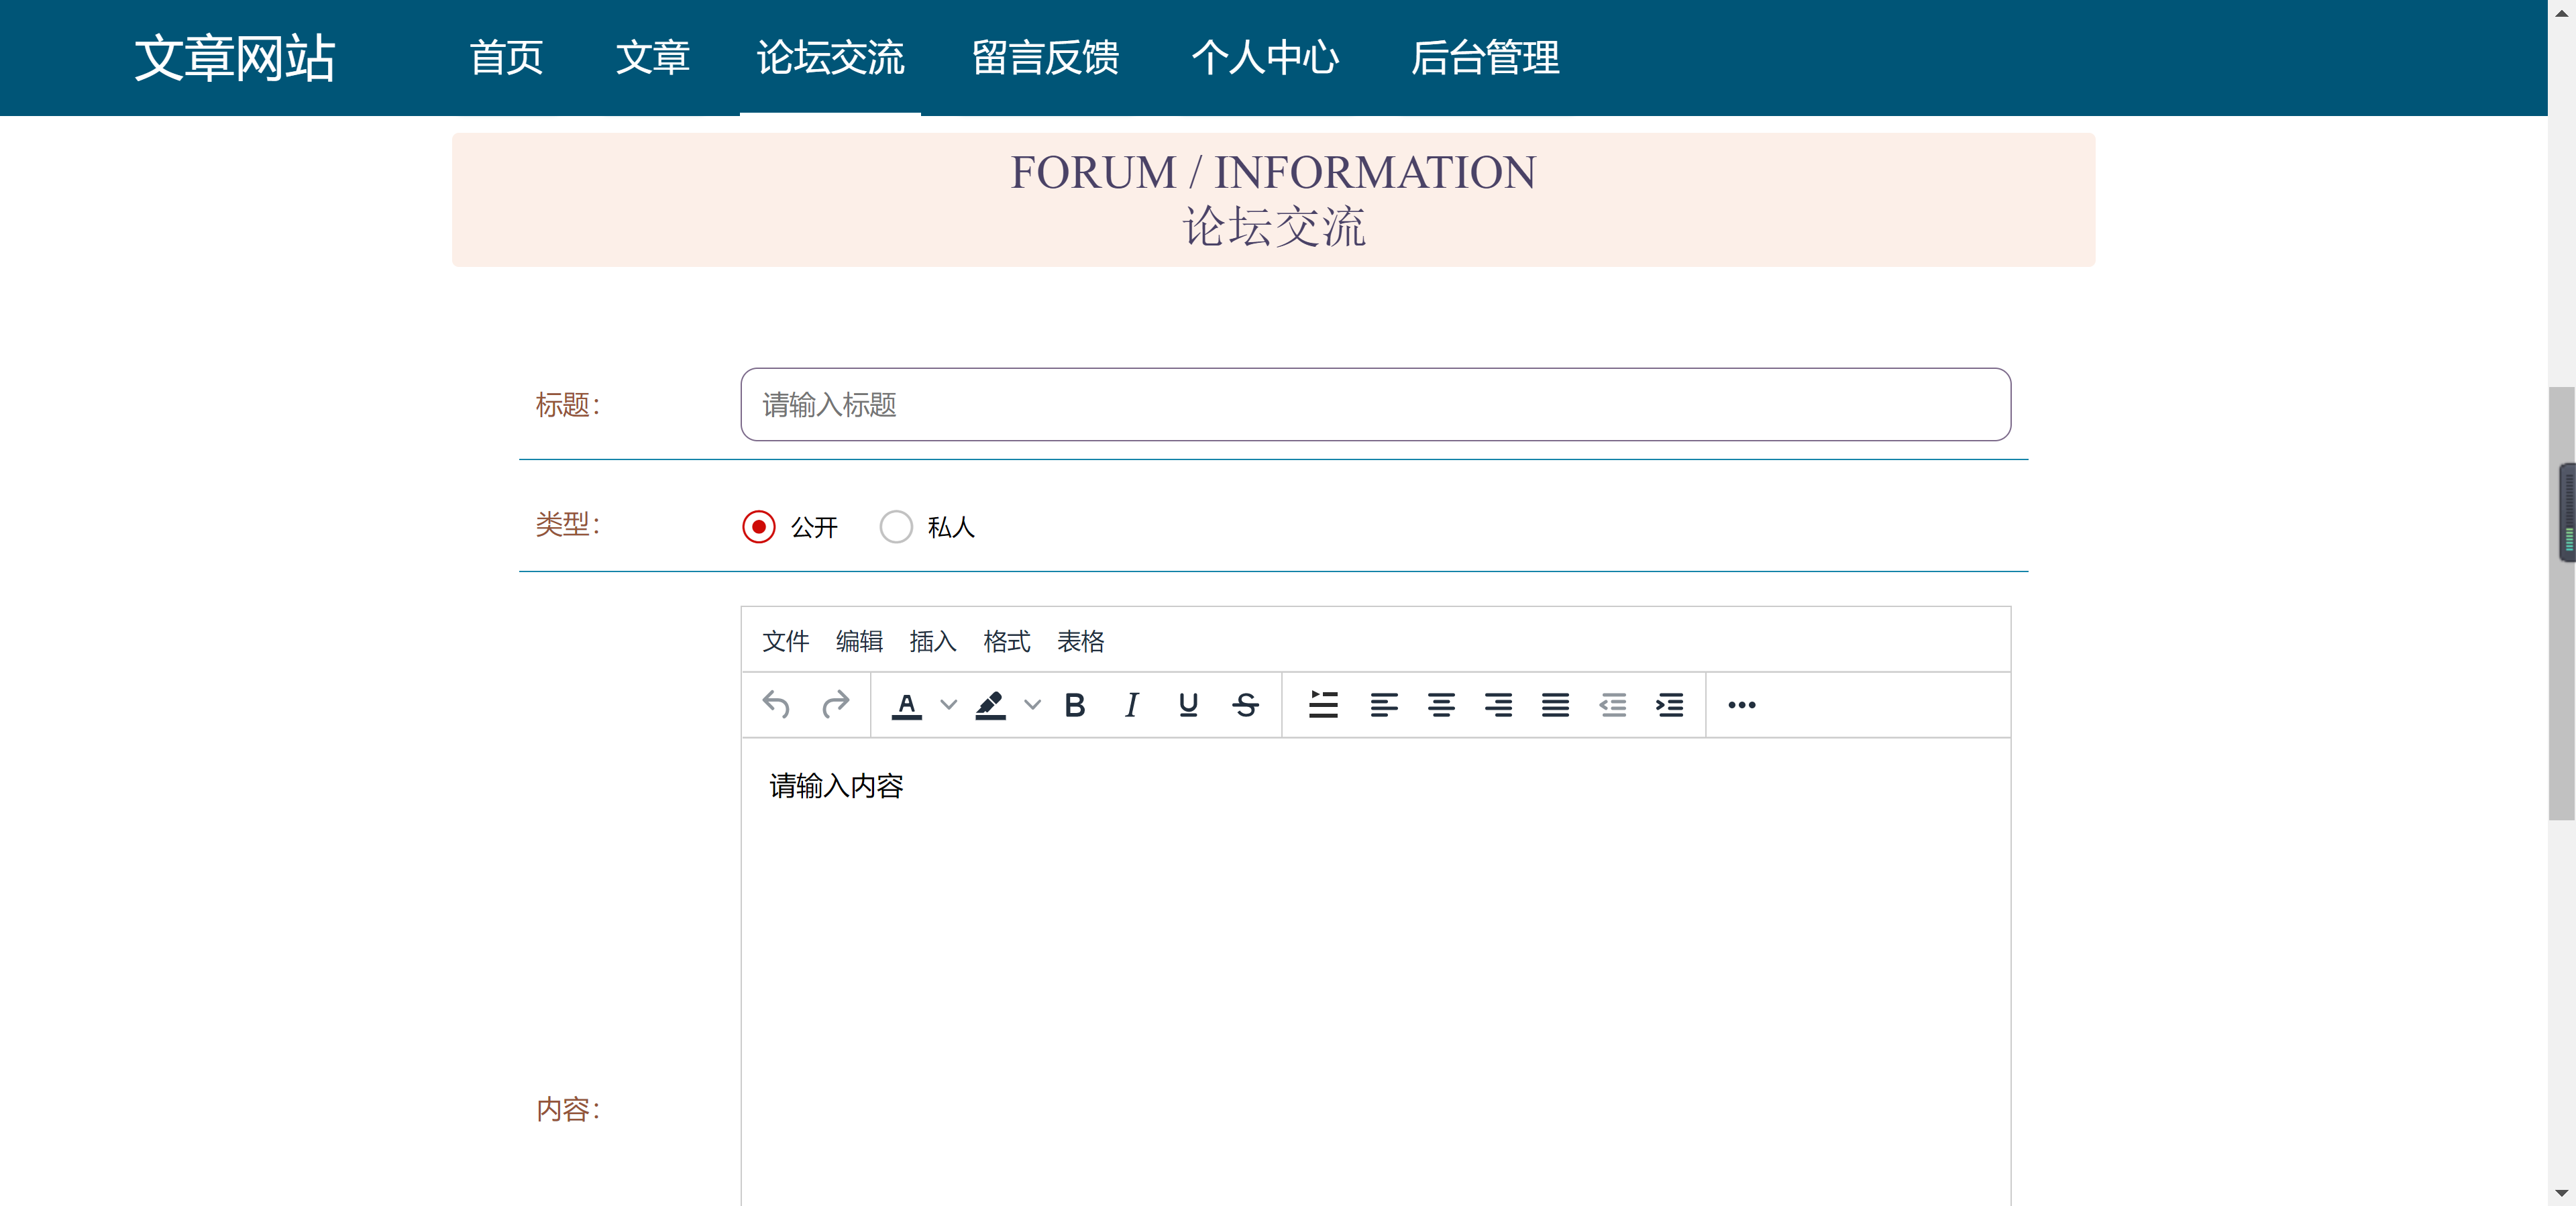 文章网站 首页 文章 论坛交流 留言反馈 个人中心 后台管理
FORUM / INFORMATION
论坛交流
标题：
请输入标题
类型：
公开 私人
文件 编辑 插入 格式 表格
请输入内容
内容：